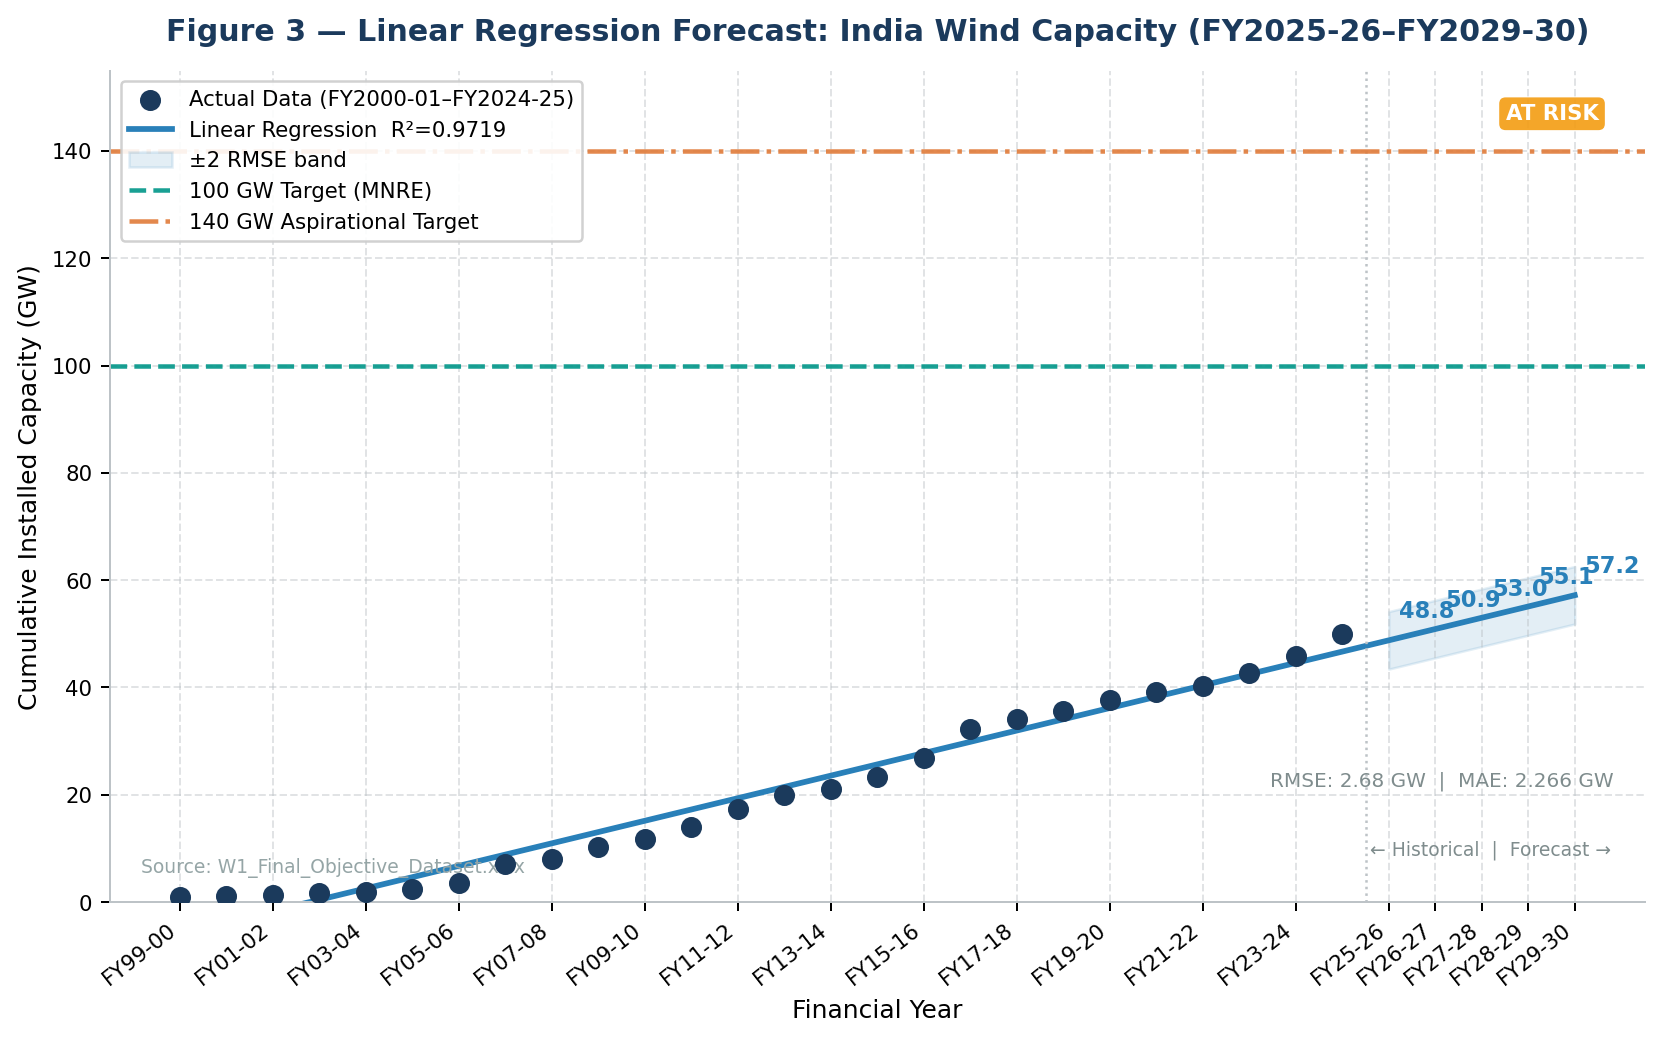 Figure 3 — Linear Regression Forecast: India Wind Capacity (FY2025-26–FY2029-30)
Actual Data (FY2000-01–FY2024-25)
Linear Regression  R²=0.9719
±2 RMSE band
100 GW Target (MNRE)
140 GW Aspirational Target
AT RISK
Cumulative Installed Capacity (GW)
140
120
100
80
60
40
20
0
48.8
50.9
53.0
55.1
57.2
RMSE: 2.68 GW  |  MAE: 2.266 GW
← Historical  |  Forecast →
Source: W1_Final_Objective_Dataset.xlsx
FY99-00
FY01-02
FY03-04
FY05-06
FY07-08
FY09-10
FY11-12
FY13-14
FY15-16
FY17-18
FY19-20
FY21-22
FY23-24
FY25-26
FY26-27
FY27-28
FY28-29
FY29-30
Financial Year